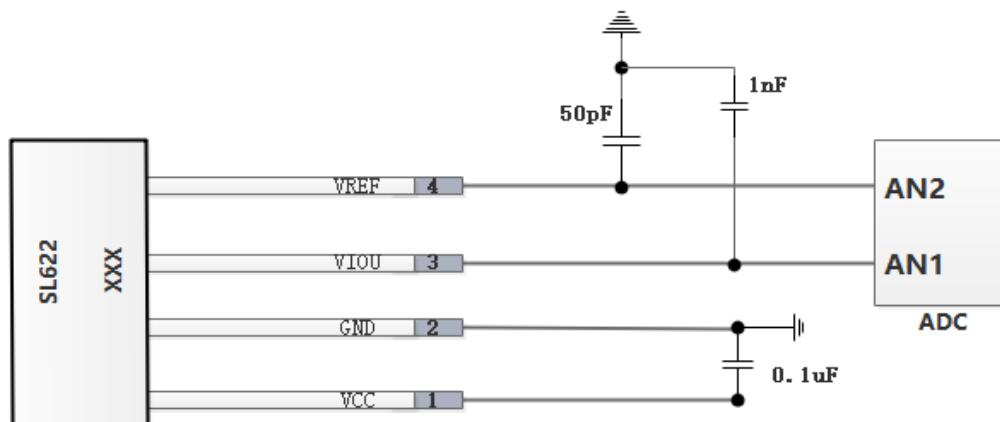 1nF
50pF
VREF 4
AN2
SL622
XXX
VIOU 3
AN1
GND 2
ADC
0.1uF
VCC 1